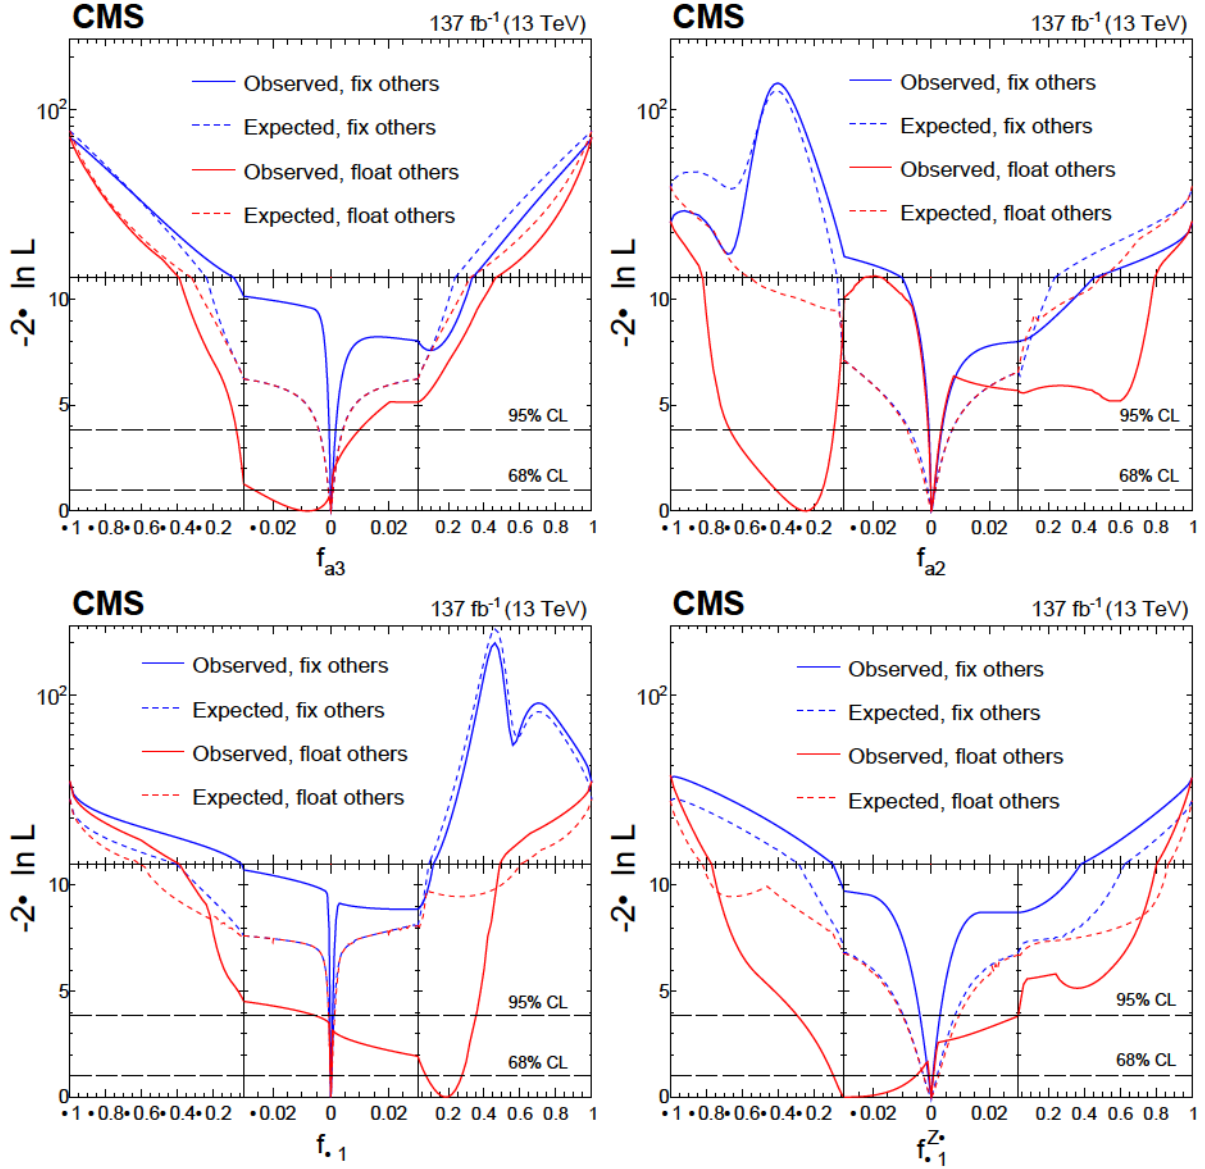 CMS 137 fb⁻¹ (13 TeV)
Observed, fix others
Expected, fix others
Observed, float others
Expected, float others
10²
-2• ln L
10
5
0
95% CL
68% CL
•1 •0.8 •0.6 •0.4 •0.2 •0.02 0 0.02 0.2 0.4 0.6 0.8 1
f_a3
CMS 137 fb⁻¹ (13 TeV)
Observed, fix others
Expected, fix others
Observed, float others
Expected, float others
10²
-2• ln L
10
5
0
95% CL
68% CL
•1 •0.8 •0.6 •0.4 •0.2 •0.02 0 0.02 0.2 0.4 0.6 0.8 1
f_a2
CMS 137 fb⁻¹ (13 TeV)
Observed, fix others
Expected, fix others
Observed, float others
Expected, float others
10²
-2• ln L
10
5
0
95% CL
68% CL
•1 •0.8 •0.6 •0.4 •0.2 •0.02 0 0.02 0.2 0.4 0.6 0.8 1
f_•1
CMS 137 fb⁻¹ (13 TeV)
Observed, fix others
Expected, fix others
Observed, float others
Expected, float others
10²
-2• ln L
10
5
0
95% CL
68% CL
•1 •0.8 •0.6 •0.4 •0.2 •0.02 0 0.02 0.2 0.4 0.6 0.8 1
f_•1^Z•